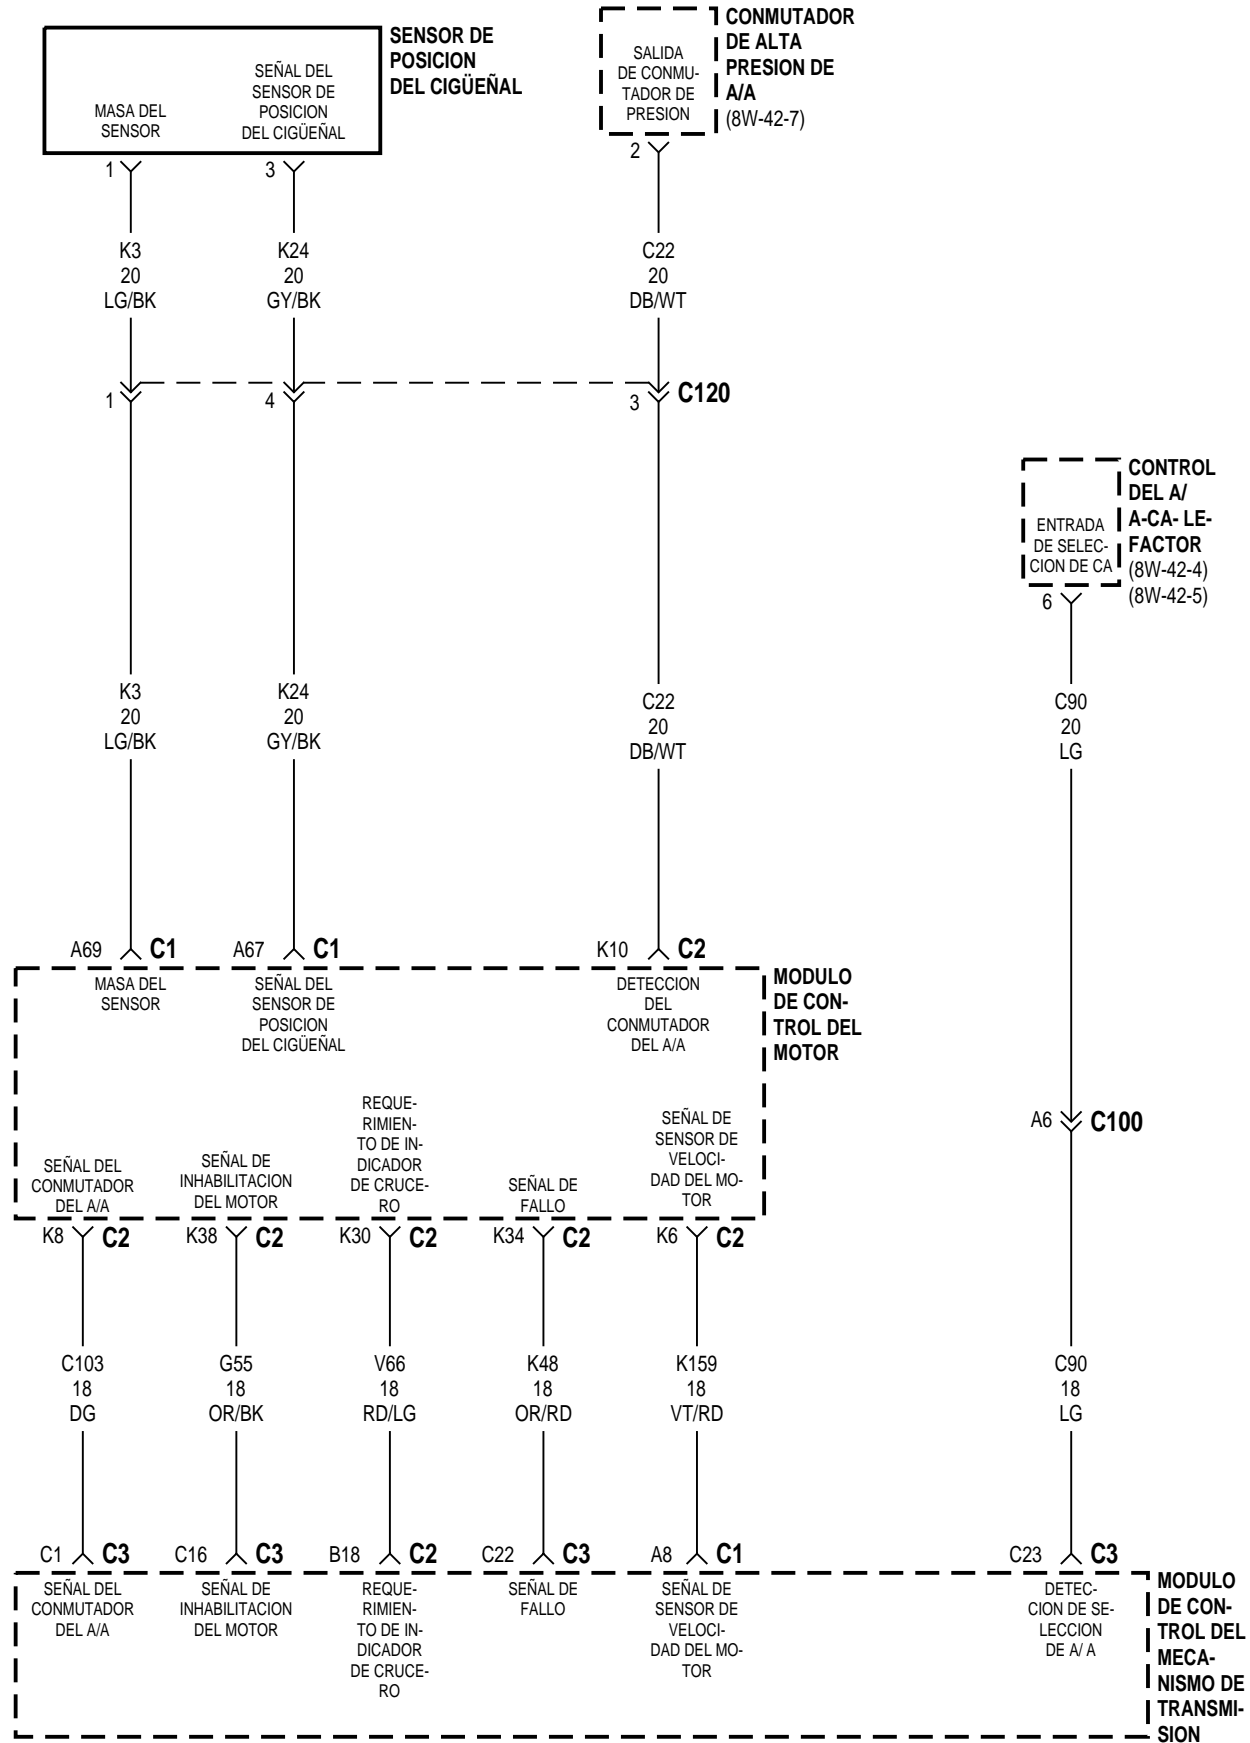 SENSOR DE
POSICION
DEL CIGÜEÑAL
MASA DEL
SENSOR
SEÑAL DEL
SENSOR DE
POSICION
DEL CIGÜEÑAL
CONMUTADOR
DE ALTA
PRESION DE
A/A
(8W-42-7)
SALIDA
DE CONMU-
TADOR DE
PRESION
1
3
2
K3
20
LG/BK
K24
20
GY/BK
C22
20
DB/WT
1
4
3
C120
CONTROL
DEL A/
A-CA- LE-
FACTOR
(8W-42-4)
(8W-42-5)
ENTRADA
DE SELEC-
CION DE CA
6
K3
20
LG/BK
K24
20
GY/BK
C22
20
DB/WT
C90
20
LG
A69 C1
A67 C1
K10 C2
MASA DEL
SENSOR
SEÑAL DEL
SENSOR DE
POSICION
DEL CIGÜEÑAL
DETECCION
DEL
CONMUTADOR
DEL A/A
MODULO
DE CON-
TROL DEL
MOTOR
A6 C100
SEÑAL DEL
CONMUTADOR
DEL A/A
SEÑAL DE
INHABILITACION
DEL MOTOR
REQUE-
RIMIEN-
TO DE IN-
DICADOR
DE CRUCE-
RO
SEÑAL DE
FALLO
SEÑAL DE
SENSOR DE
VELOCI-
DAD DEL MO-
TOR
K8 C2
K38 C2
K30 C2
K34 C2
K6 C2
C103
18
DG
G55
18
OR/BK
V66
18
RD/LG
K48
18
OR/RD
K159
18
VT/RD
C90
18
LG
C1 C3
C16 C3
B18 C2
C22 C3
A8 C1
C23 C3
SEÑAL DEL
CONMUTADOR
DEL A/A
SEÑAL DE
INHABILITACION
DEL MOTOR
REQUE-
RIMIEN-
TO DE IN-
DICADOR
DE CRUCE-
RO
SEÑAL DE
FALLO
SEÑAL DE
SENSOR DE
VELOCI-
DAD DEL MO-
TOR
DETEC-
CION DE SE-
LECCION
DE A/ A
MODULO
DE CON-
TROL DEL
MECA-
NISMO DE
TRANSMI-
SION